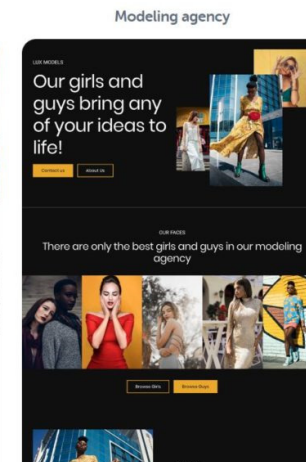 Modeling agency
LUX MODELS
Our girls and
guys bring any
of your ideas to
life!
Contact us
About Us
OUR FACES
There are only the best girls and guys in our modeling
agency
Browse Girls
Browse Guys